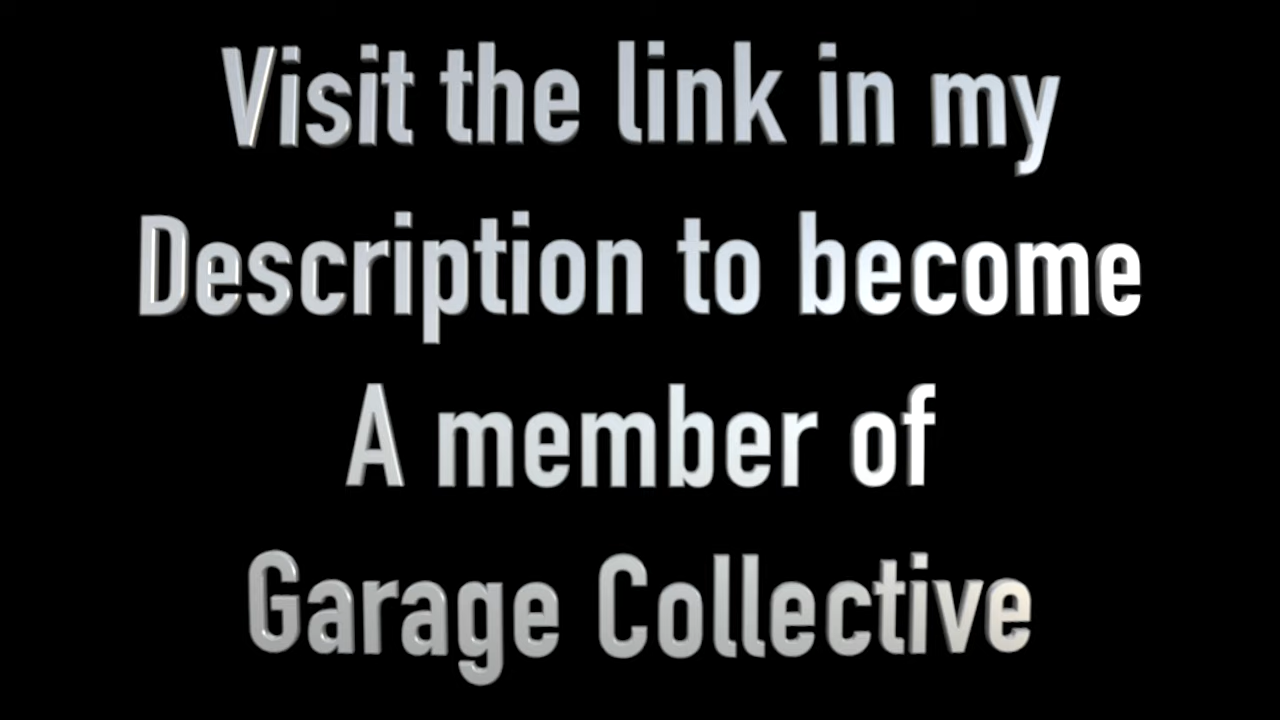 Visit the link in my
Description to become
A member of
Garage Collective